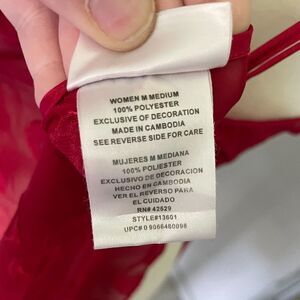 WOMEN M MEDIUM
100% POLYESTER
EXCLUSIVE OF DECORATION
MADE IN CAMBODIA
SEE REVERSE SIDE FOR CARE
MUJERES M MEDIANA
100% POLIESTER
EXCLUSIVO DE DECORACION
HECHO EN CAMBODIA
VER EL REVERSO PARA
EL CUIDADO
RN# 42529
STYLE#13601
UPC# 0 9066460098